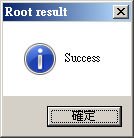 Root result
Success
確定